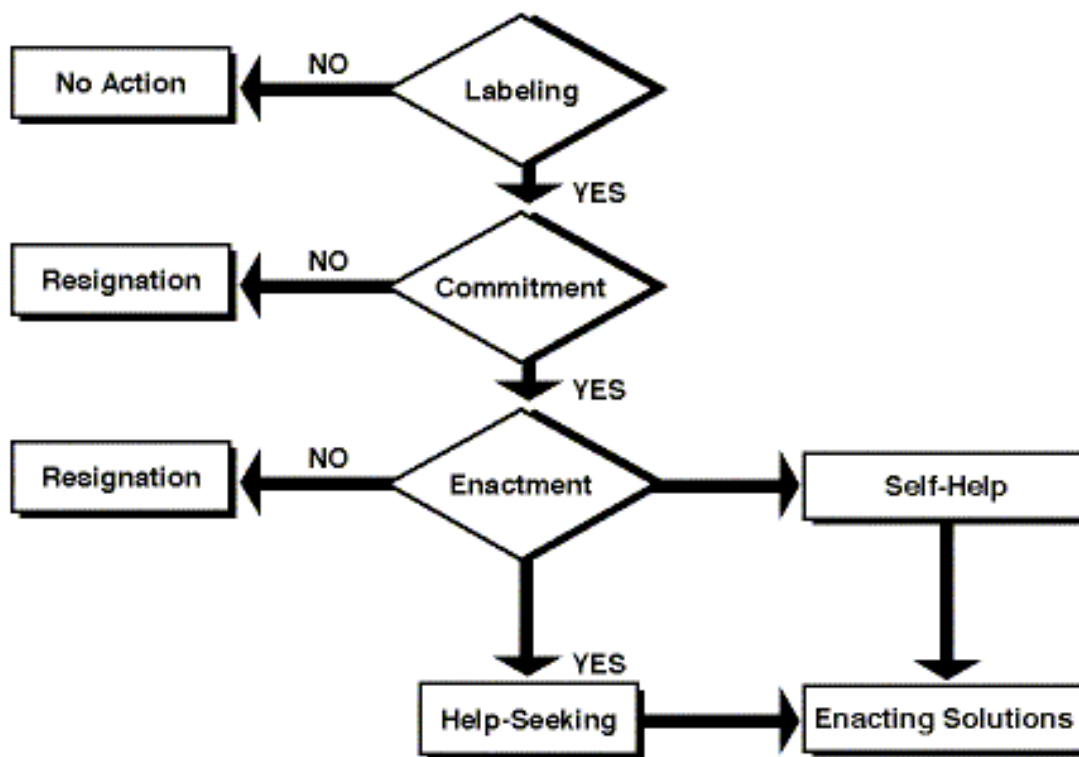 No Action
NO
Labeling
YES
Resignation
NO
Commitment
YES
Resignation
NO
Enactment
Self-Help
YES
Help-Seeking
Enacting Solutions